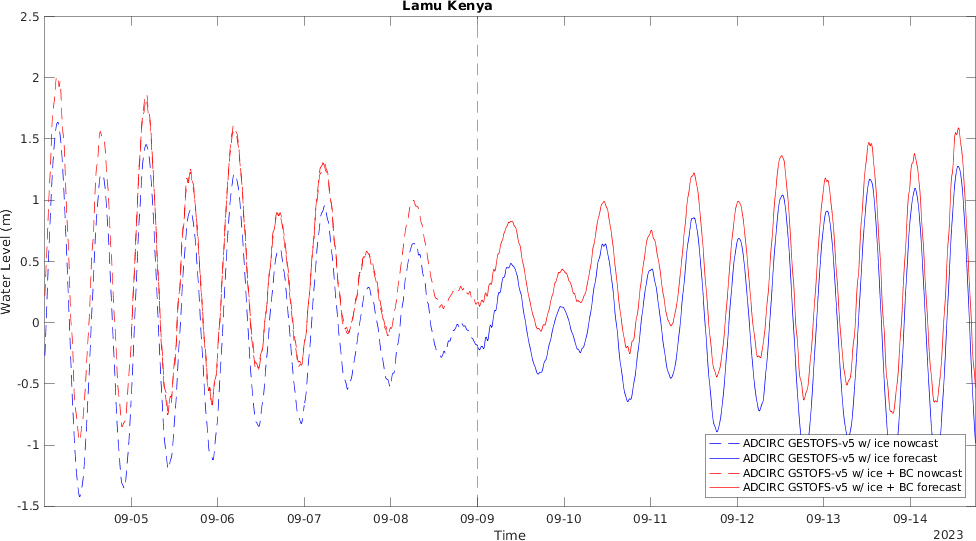 Lamu Kenya
2.5
2
1.5
1
0.5
0
-0.5
-1
-1.5
Water Level (m)
ADCIRC GESTOFS-v5 w/ ice nowcast
ADCIRC GESTOFS-v5 w/ ice forecast
ADCIRC GSTOFS-v5 w/ ice + BC nowcast
ADCIRC GSTOFS-v5 w/ ice + BC forecast
09-05 09-06 09-07 09-08 09-09 09-10 09-11 09-12 09-13 09-14
Time
2023